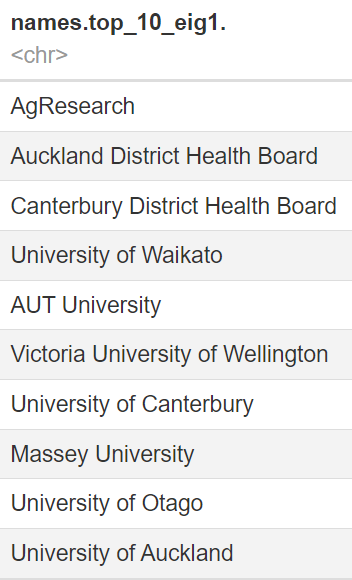 names.top_10_eig1.
<chr>
AgResearch
Auckland District Health Board
Canterbury District Health Board
University of Waikato
AUT University
Victoria University of Wellington
University of Canterbury
Massey University
University of Otago
University of Auckland